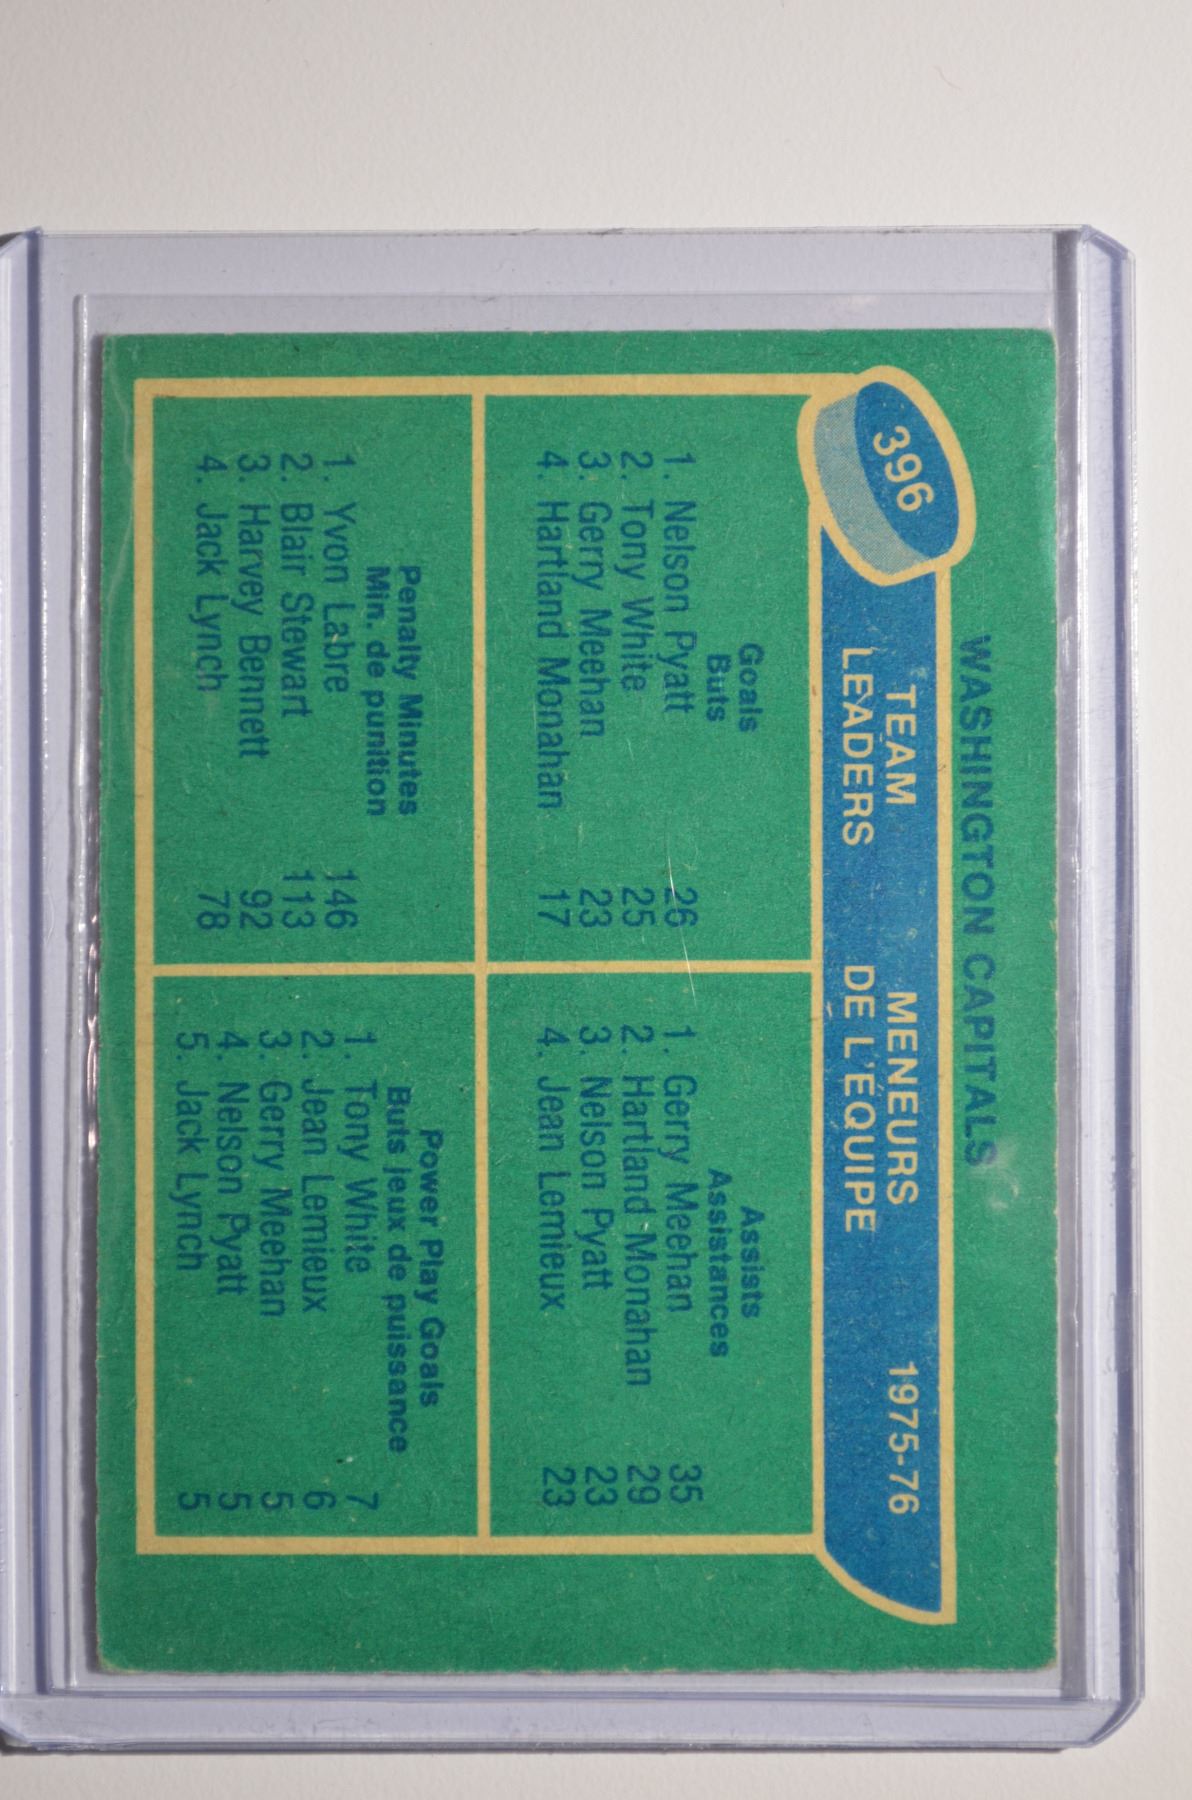 WASHINGTON CAPITALS
396
TEAM LEADERS
MENEURS DE L'ÉQUIPE
1975-76
Goals
Buts
1. Nelson Pyatt 26
2. Tony White 25
3. Gerry Meehan 23
4. Hartland Monahan 17
Assists
Assistances
1. Gerry Meehan 35
2. Hartland Monahan 29
3. Nelson Pyatt 23
4. Jean Lemieux 23
Penalty Minutes
Min. de punition
1. Yvon Labre 146
2. Blair Stewart 113
3. Harvey Bennett 92
4. Jack Lynch 78
Power Play Goals
Buts jeux de puissance
1. Tony White 7
2. Jean Lemieux 6
3. Gerry Meehan 5
4. Nelson Pyatt 5
5. Jack Lynch 5